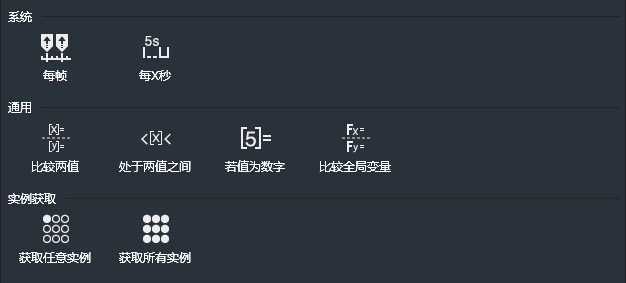 系统
5s
每帧 每X秒
通用
[x]= <[x]< [5]= Fx=
[y]= Fy=
比较两值 处于两值之间 若值为数字 比较全局变量
实例获取
获取任意实例 获取所有实例